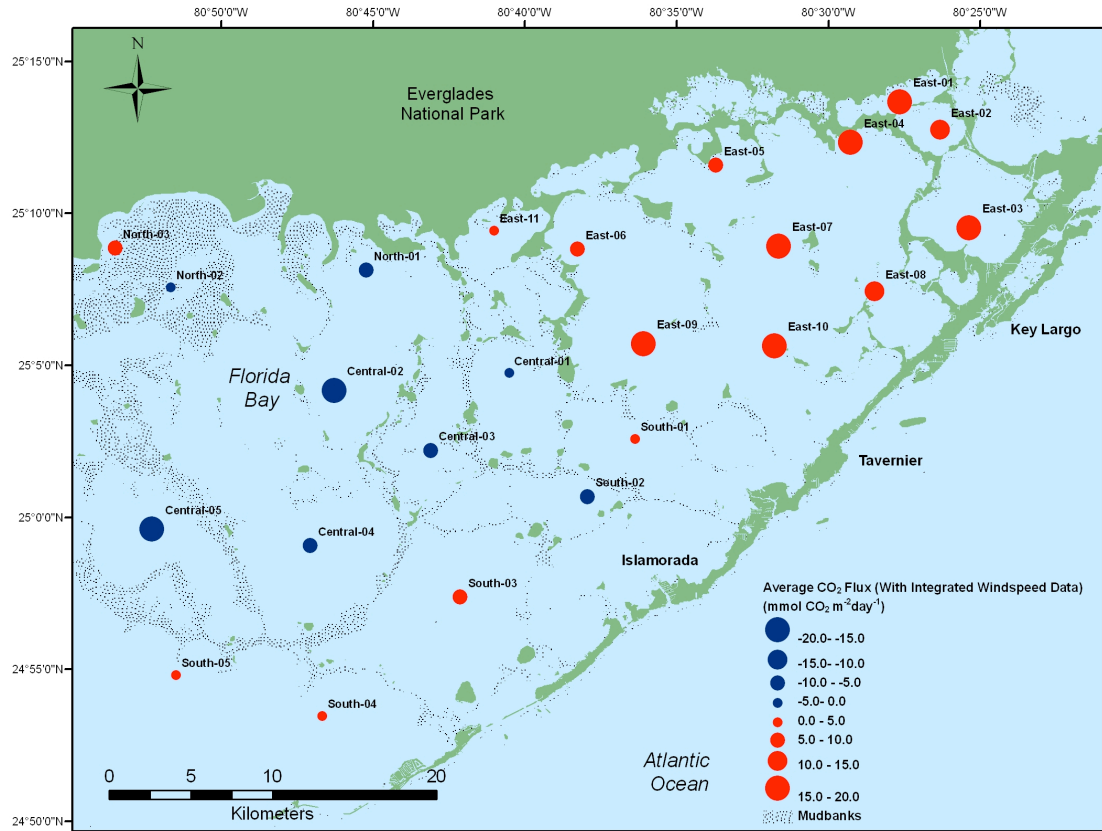 80°50'0"W 80°45'0"W 80°40'0"W 80°35'0"W 80°30'0"W 80°25'0"W
25°15'0"N
25°10'0"N
25°5'0"N
25°0'0"N
24°55'0"N
24°50'0"N
N
Everglades
National Park
East-01
East-02
East-04
East-05
East-03
East-11
East-06
East-07
North-03
North-01
North-02
East-08
East-09
East-10
Key Largo
Central-01
Central-02
Florida
Bay
South-01
Central-03
Tavernier
South-02
Central-05
Central-04
Islamorada
South-03
South-05
South-04
Atlantic
Ocean
0 5 10 20
Kilometers
Average CO₂ Flux (With Integrated Windspeed Data)
(mmol CO₂ m⁻²day⁻¹)
-20.0- -15.0
-15.0 - -10.0
-10.0 - -5.0
-5.0- 0.0
0.0 - 5.0
5.0 - 10.0
10.0 - 15.0
15.0 - 20.0
Mudbanks